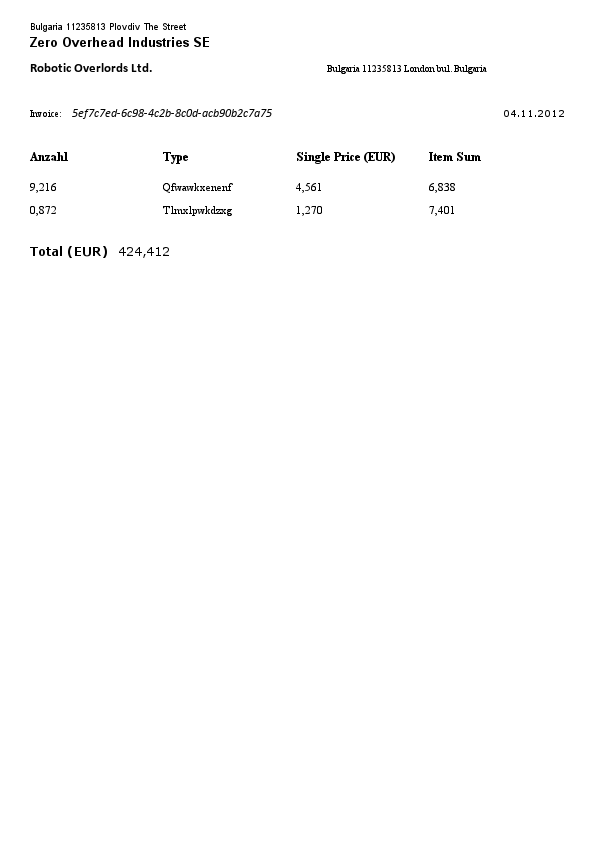 Bulgaria 11235813 Plovdiv The Street
Zero Overhead Industries SE
Robotic Overlords Ltd. Bulgaria 11235813 London bul. Bulgaria
Invoice: 5ef7c7ed-6c98-4c2b-8c0d-acb90b2c7a75 04.11.2012
Anzahl Type Single Price (EUR) Item Sum
9,216 Qfwawkxenenf 4,561 6,838
0,872 Tlmxlpwkdzxg 1,270 7,401
Total (EUR) 424,412